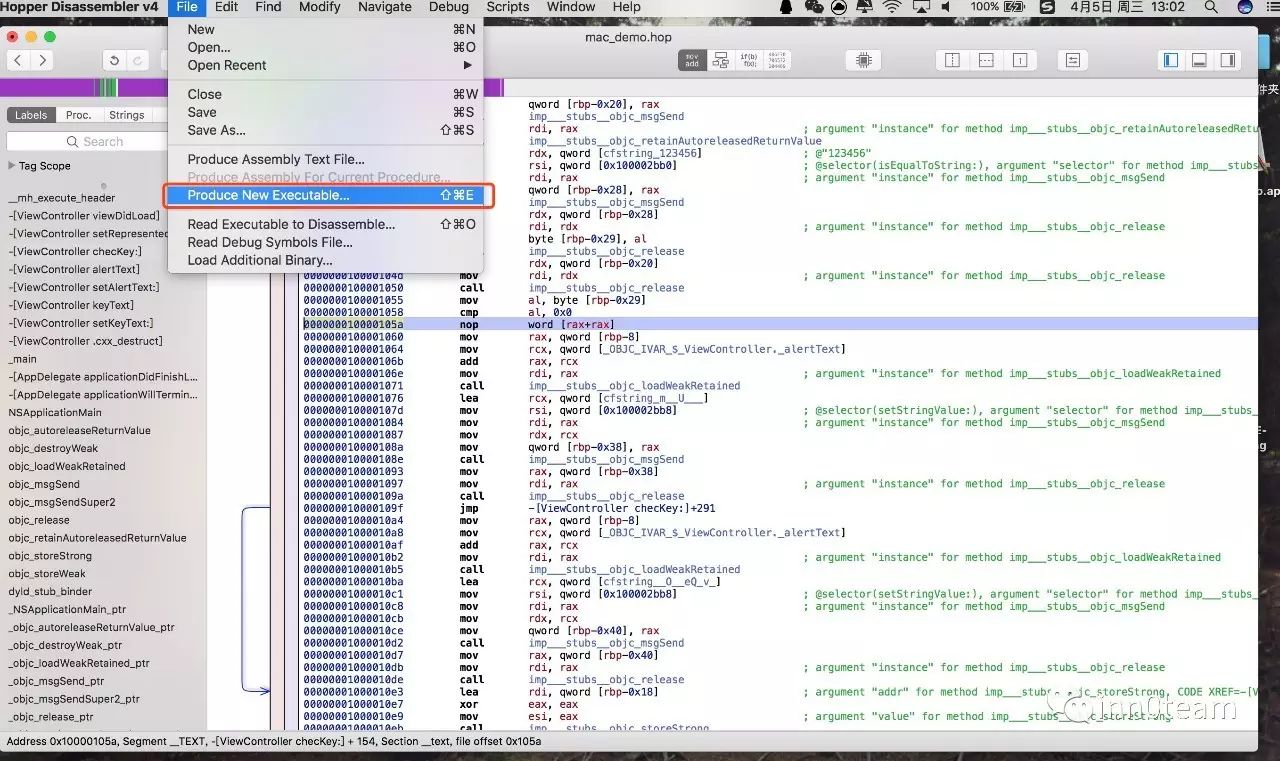 Hopper Disassembler v4 File Edit Find Modify Navigate Debug Scripts Window Help 100% 4月5日 周三 13:02
mac_demo.hop
New ⌘N
Open... ⌘O
Open Recent ▶
Close ⌘W
Save ⌘S
Save As... ⇧⌘S
Produce Assembly Text File...
Produce Assembly For Current Procedure...
Produce New Executable... ⇧⌘E
Read Executable to Disassemble... ⇧⌘O
Read Debug Symbols File...
Load Additional Binary...
mov
add
if(b)
f(x);
Labels Proc. Strings
Search
Tag Scope
__mh_execute_header
-[ViewController viewDidLoad]
-[ViewController setRepresented
-[ViewController checKey:]
-[ViewController alertText]
-[ViewController setAlertText:]
-[ViewController keyText]
-[ViewController setKeyText:]
-[ViewController .cxx_destruct]
_main
-[AppDelegate applicationDidFinishL...
-[AppDelegate applicationWillTermin...
NSApplicationMain
objc_autoreleaseReturnValue
objc_destroyWeak
objc_loadWeakRetained
objc_msgSend
objc_msgSendSuper2
objc_release
objc_retainAutoreleasedReturnValue
objc_storeStrong
objc_storeWeak
dyld_stub_binder
_NSApplicationMain_ptr
_objc_autoreleaseReturnValue_ptr
_objc_destroyWeak_ptr
_objc_loadWeakRetained_ptr
_objc_msgSend_ptr
_objc_msgSendSuper2_ptr
_objc_release_ptr
qword [rbp-0x20], rax
imp___stubs__objc_msgSend
rdi, rax ; argument "instance" for method imp___stubs__objc_retainAutoreleasedRetu
imp___stubs__objc_retainAutoreleasedReturnValue
rdx, qword [cfstring_123456] ; @"123456"
rsi, qword [0x100002bb0] ; @selector(isEqualToString:), argument "selector" for method imp___stubs_
rdi, rax ; argument "instance" for method imp___stubs__objc_msgSend
qword [rbp-0x28], rax
imp___stubs__objc_msgSend
rdx, qword [rbp-0x28]
rdi, rdx ; argument "instance" for method imp___stubs__objc_release
byte [rbp-0x29], al
imp___stubs__objc_release
rdx, qword [rbp-0x20]
000000010000104d mov rdi, rdx ; argument "instance" for method imp___stubs__objc_release
0000000100001050 call imp___stubs__objc_release
0000000100001055 mov al, byte [rbp-0x29]
0000000100001058 cmp al, 0x0
000000010000105a nop word [rax+rax]
0000000100001060 mov rax, qword [rbp-8]
0000000100001064 mov rcx, qword [_OBJC_IVAR_$_ViewController._alertText]
000000010000106b add rax, rcx
000000010000106e mov rdi, rax ; argument "instance" for method imp___stubs__objc_loadWeakRetained
0000000100001071 call imp___stubs__objc_loadWeakRetained
0000000100001076 lea rcx, qword [cfstring_m__U___]
000000010000107d mov rsi, qword [0x100002bb8] ; @selector(setStringValue:), argument "selector" for method imp___stubs_
0000000100001084 mov rdi, rax ; argument "instance" for method imp___stubs__objc_msgSend
0000000100001087 mov rdx, rcx
000000010000108a mov qword [rbp-0x38], rax
000000010000108e call imp___stubs__objc_msgSend
0000000100001093 mov rax, qword [rbp-0x38]
0000000100001097 mov rdi, rax ; argument "instance" for method imp___stubs__objc_release
000000010000109a call imp___stubs__objc_release
000000010000109f jmp -[ViewController checKey:]+291
00000001000010a4 mov rax, qword [rbp-8]
00000001000010a8 mov rcx, qword [_OBJC_IVAR_$_ViewController._alertText]
00000001000010af add rax, rcx
00000001000010b2 mov rdi, rax ; argument "instance" for method imp___stubs__objc_loadWeakRetained
00000001000010b5 call imp___stubs__objc_loadWeakRetained
00000001000010ba lea rcx, qword [cfstring__O__eQ_v_]
00000001000010c1 mov rsi, qword [0x100002bb8] ; @selector(setStringValue:), argument "selector" for method imp___stubs_
00000001000010c8 mov rdi, rax ; argument "instance" for method imp___stubs__objc_msgSend
00000001000010cb mov rdx, rcx
00000001000010ce mov qword [rbp-0x40], rax
00000001000010d2 call imp___stubs__objc_msgSend
00000001000010d7 mov rax, qword [rbp-0x40]
00000001000010db mov rdi, rax ; argument "instance" for method imp___stubs__objc_release
00000001000010de call imp___stubs__objc_release
00000001000010e3 lea rdi, qword [rbp-0x18] ; argument "addr" for method imp___stubs__objc_storeStrong, CODE XREF=-[V
00000001000010e7 xor eax, eax
00000001000010e9 mov esi, eax ; argument "value" for method imp___stubs__objc_storeStrong
call imp___stubs__objc_storeStrong
件夹
o.ap
inn0team
Address 0x10000105a, Segment __TEXT, -[ViewController checKey:] + 154, Section __text, file offset 0x105a